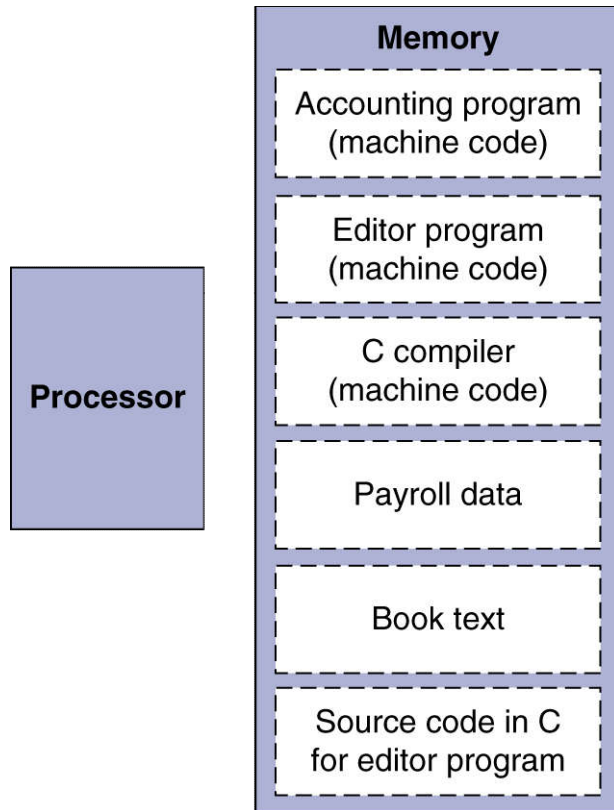 Memory
Accounting program
(machine code)
Editor program
(machine code)
C compiler
(machine code)
Processor
Payroll data
Book text
Source code in C
for editor program